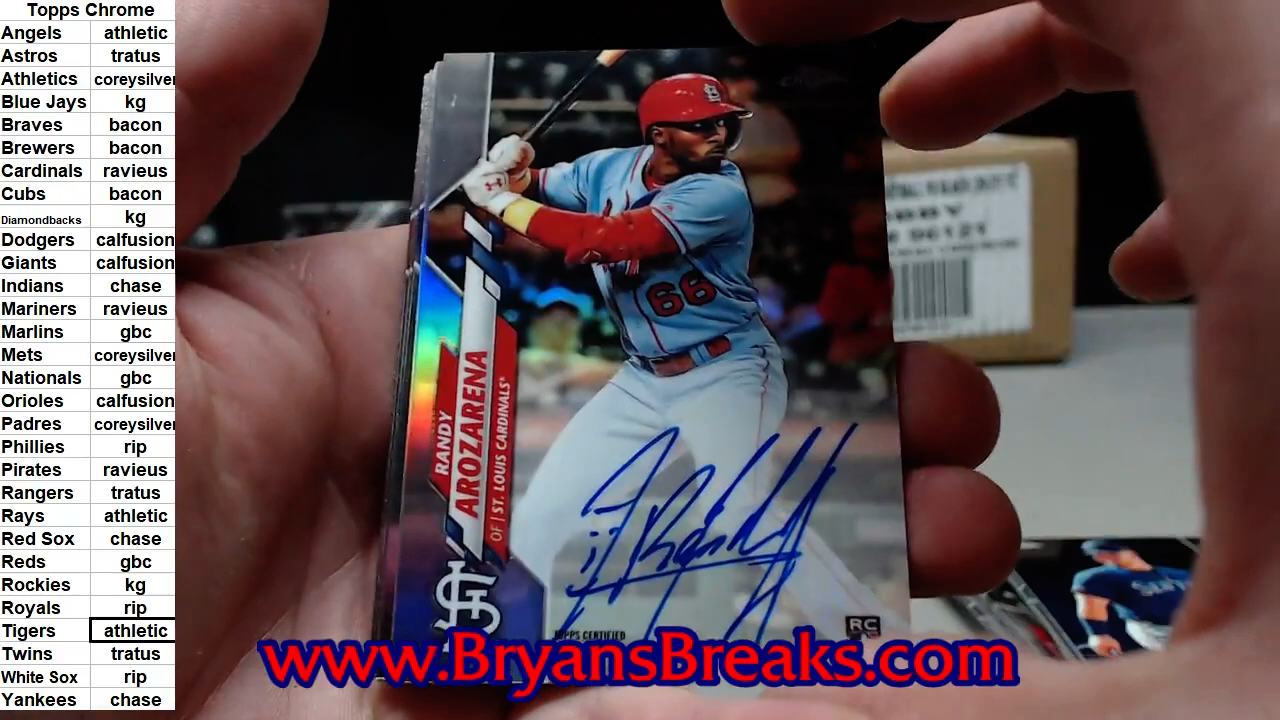 Topps Chrome
Angels athletic
Astros tratus
Athletics coreysilver
Blue Jays kg
Braves bacon
Brewers bacon
Cardinals ravieus
Cubs bacon
Diamondbacks kg
Dodgers calfusion
Giants calfusion
Indians chase
Mariners ravieus
Marlins gbc
Mets coreysilver
Nationals gbc
Orioles calfusion
Padres coreysilver
Phillies rip
Pirates ravieus
Rangers tratus
Rays athletic
Red Sox chase
Reds gbc
Rockies kg
Royals rip
Tigers athletic
Twins tratus
White Sox rip
Yankees chase
66
RANDY
AROZARENA
OF | ST. LOUIS CARDINALS
TOPPS CERTIFIED
RC
www.BryansBreaks.com